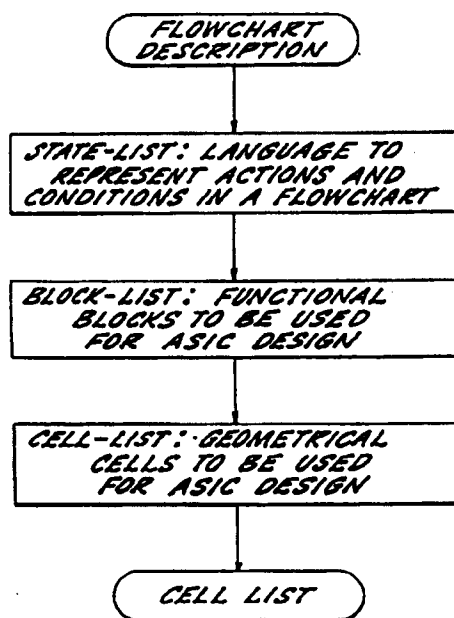 FLOWCHART
DESCRIPTION
STATE-LIST: LANGUAGE TO
REPRESENT ACTIONS AND
CONDITIONS IN A FLOWCHART
BLOCK-LIST: FUNCTIONAL
BLOCKS TO BE USED
FOR ASIC DESIGN
CELL-LIST: GEOMETRICAL
CELLS TO BE USED
FOR ASIC DESIGN
CELL LIST